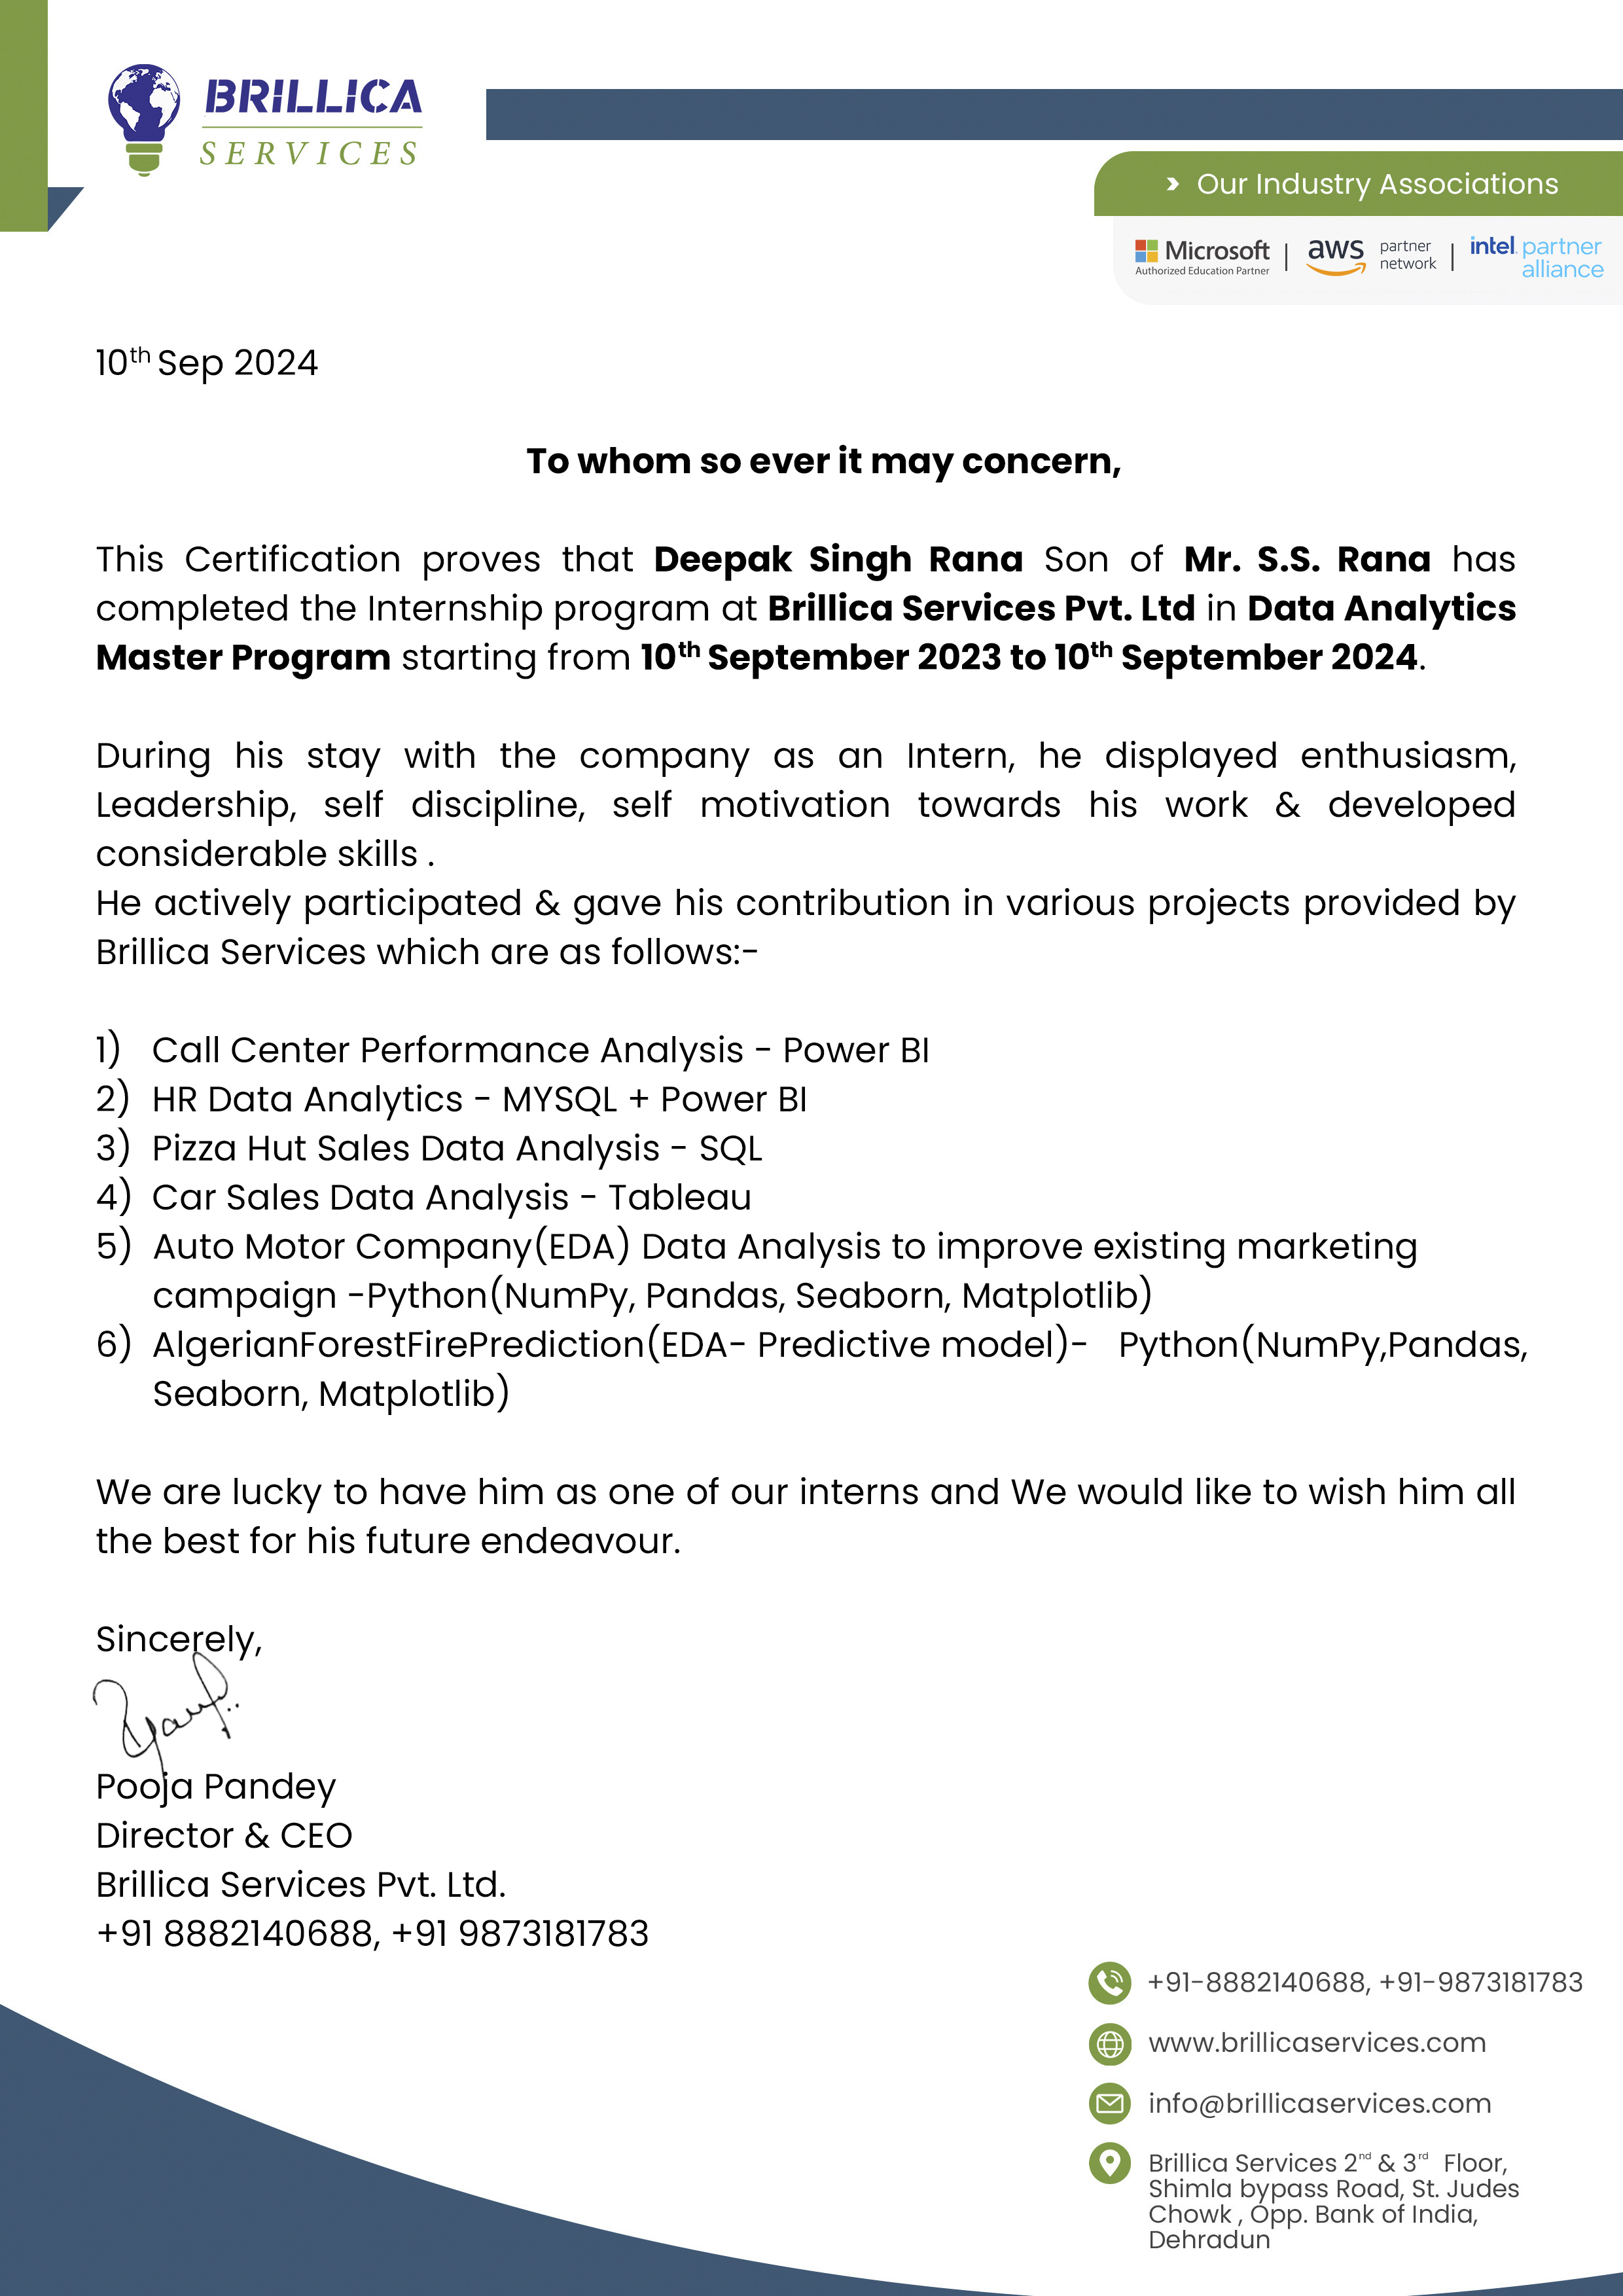 BRILLICA
SERVICES
Our Industry Associations
Microsoft
Authorized Education Partner
aws partner network
intel partner alliance
10th Sep 2024
To whom so ever it may concern,
This Certification proves that Deepak Singh Rana Son of Mr. S.S. Rana has
completed the Internship program at Brillica Services Pvt. Ltd in Data Analytics
Master Program starting from 10th September 2023 to 10th September 2024.
During his stay with the company as an Intern, he displayed enthusiasm,
Leadership, self discipline, self motivation towards his work & developed
considerable skills .
He actively participated & gave his contribution in various projects provided by
Brillica Services which are as follows:-
1) Call Center Performance Analysis - Power BI
2) HR Data Analytics - MYSQL + Power BI
3) Pizza Hut Sales Data Analysis - SQL
4) Car Sales Data Analysis - Tableau
5) Auto Motor Company(EDA) Data Analysis to improve existing marketing
campaign -Python(NumPy, Pandas, Seaborn, Matplotlib)
6) AlgerianForestFirePrediction(EDA- Predictive model)- Python(NumPy,Pandas,
Seaborn, Matplotlib)
We are lucky to have him as one of our interns and We would like to wish him all
the best for his future endeavour.
Sincerely,
Pooja Pandey
Director & CEO
Brillica Services Pvt. Ltd.
+91 8882140688, +91 9873181783
+91-8882140688, +91-9873181783
www.brillicaservices.com
info@brillicaservices.com
Brillica Services 2nd & 3rd Floor,
Shimla bypass Road, St. Judes
Chowk , Opp. Bank of India,
Dehradun